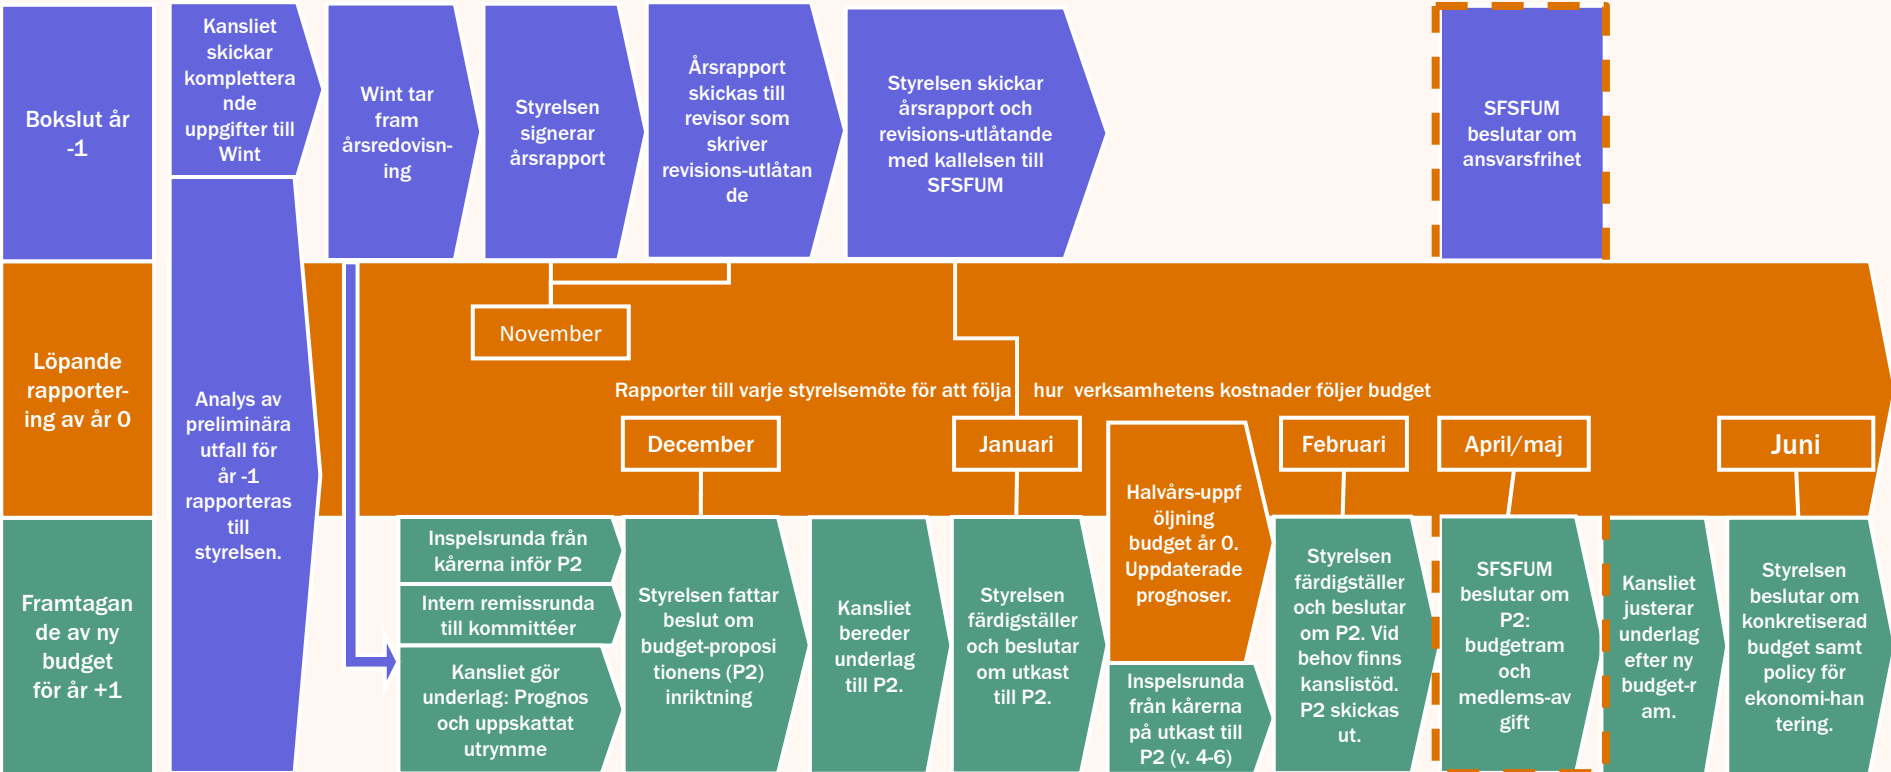 Bokslut år
-1
Kansliet
skickar
komplettera
nde
uppgifter till
Wint
Wint tar
fram
årsredovisn-
ing
Styrelsen
signerar
årsrapport
Årsrapport
skickas till
revisor som
skriver
revisions-utlåtan
de
Styrelsen skickar
årsrapport och
revisions-utlåtande
med kallelsen till
SFSFUM
SFSFUM
beslutar om
ansvarsfrihet
Löpande
rapporter-
ing av år 0
Analys av
preliminära
utfall för
år -1
rapporteras
till
styrelsen.
November
Rapporter till varje styrelsemöte för att följa hur verksamhetens kostnader följer budget
December
Januari
Halvårs-uppf
öljning
budget år 0.
Uppdaterade
prognoser.
Februari
April/maj
Juni
Framtagan
de av ny
budget
för år +1
Inspelsrunda från
kårerna inför P2
Intern remissrunda
till kommittéer
Kansliet gör
underlag: Prognos
och uppskattat
utrymme
Styrelsen fattar
beslut om
budget-proposi
tionens (P2)
inriktning
Kansliet
bereder
underlag
till P2.
Styrelsen
färdigställer
och beslutar
om utkast
till P2.
Inspelsrunda
från kårerna
på utkast till
P2 (v. 4-6)
Styrelsen
färdigställer
och beslutar
om P2. Vid
behov finns
kanslistöd.
P2 skickas
ut.
SFSFUM
beslutar om
P2:
budgetram
och
medlems-av
gift
Kansliet
justerar
underlag
efter ny
budget-r
am.
Styrelsen
beslutar om
konkretiserad
budget samt
policy för
ekonomi-han
tering.